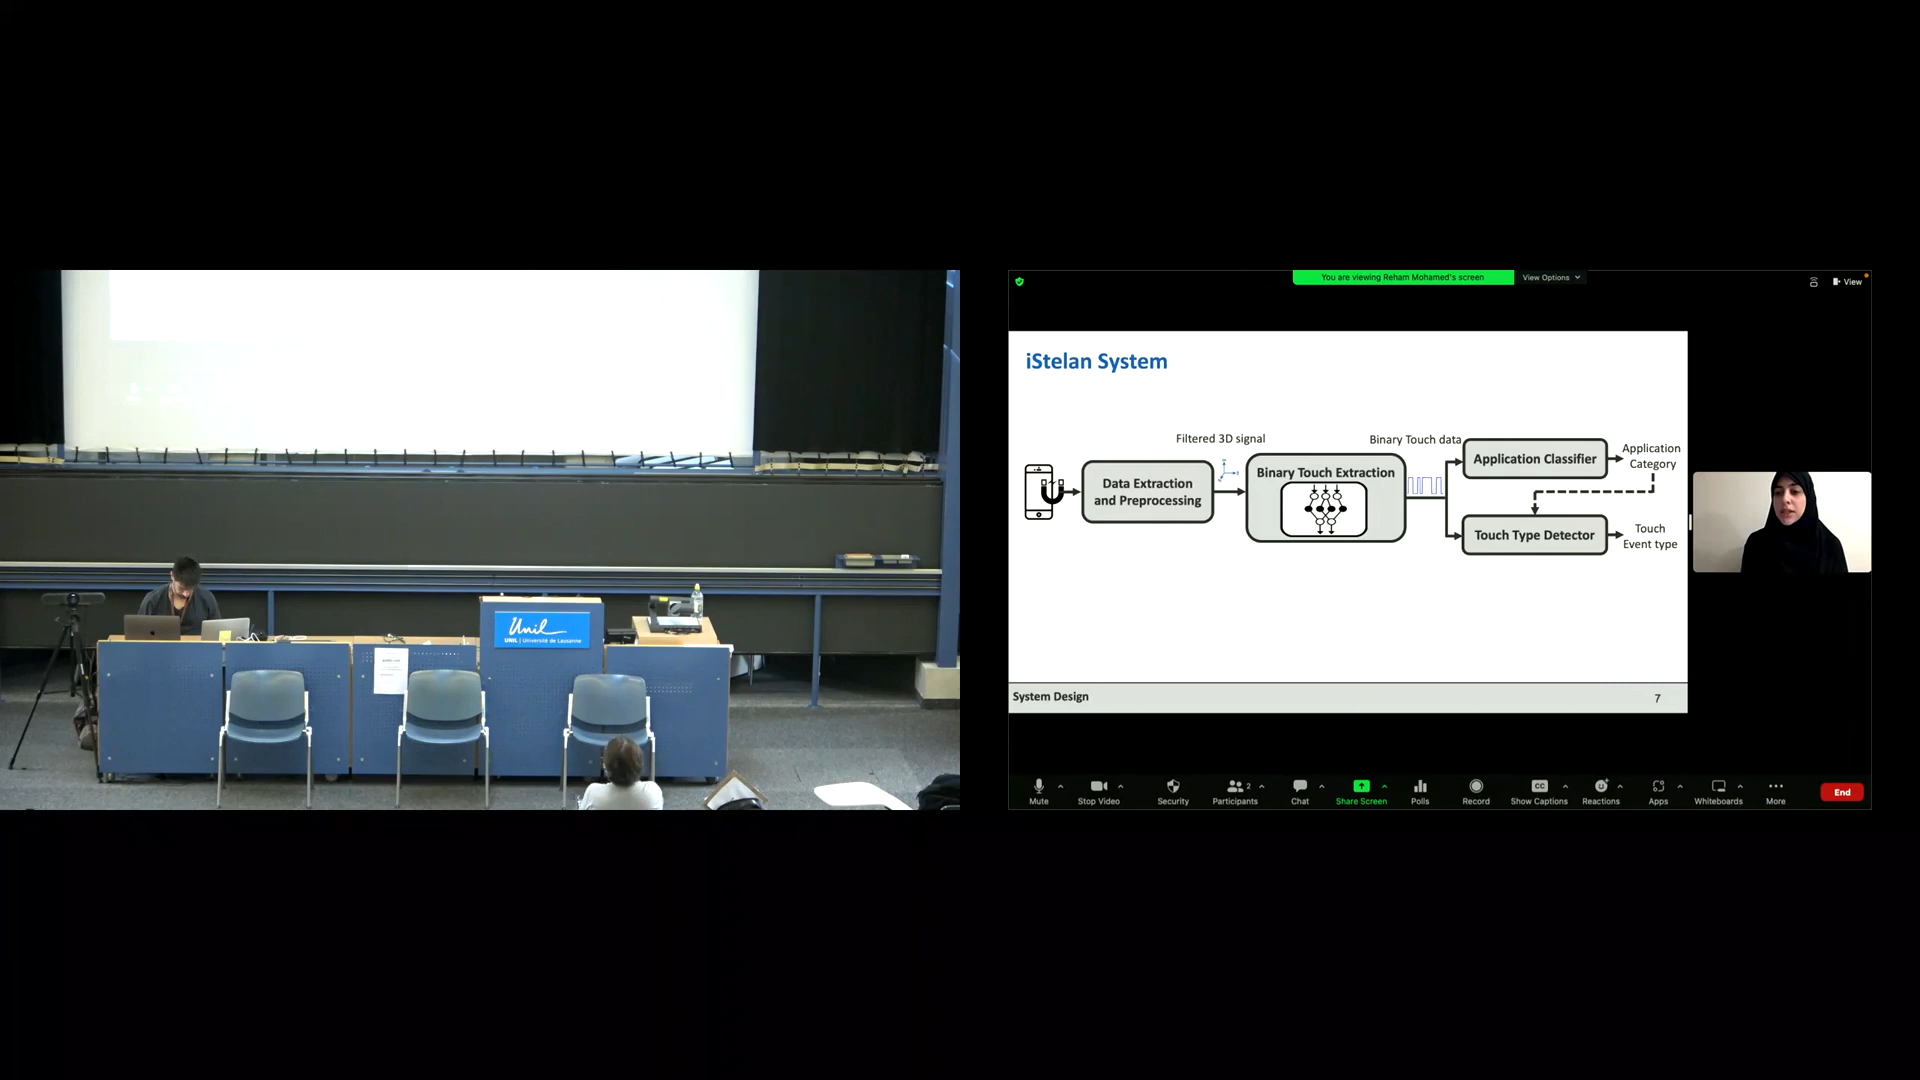 Unil
UNIL | Université de Lausanne
You are viewing Reham Mohamed's screen
View Options
View
iStelan System
Filtered 3D signal
Binary Touch data
Data Extraction
and Preprocessing
Binary Touch Extraction
Application Classifier
Application
Category
Touch Type Detector
Touch
Event type
System Design
7
Mute
Stop Video
Security
Participants
2
Chat
Share Screen
Polls
Record
CC
Show Captions
Reactions
Apps
Whiteboards
More
End